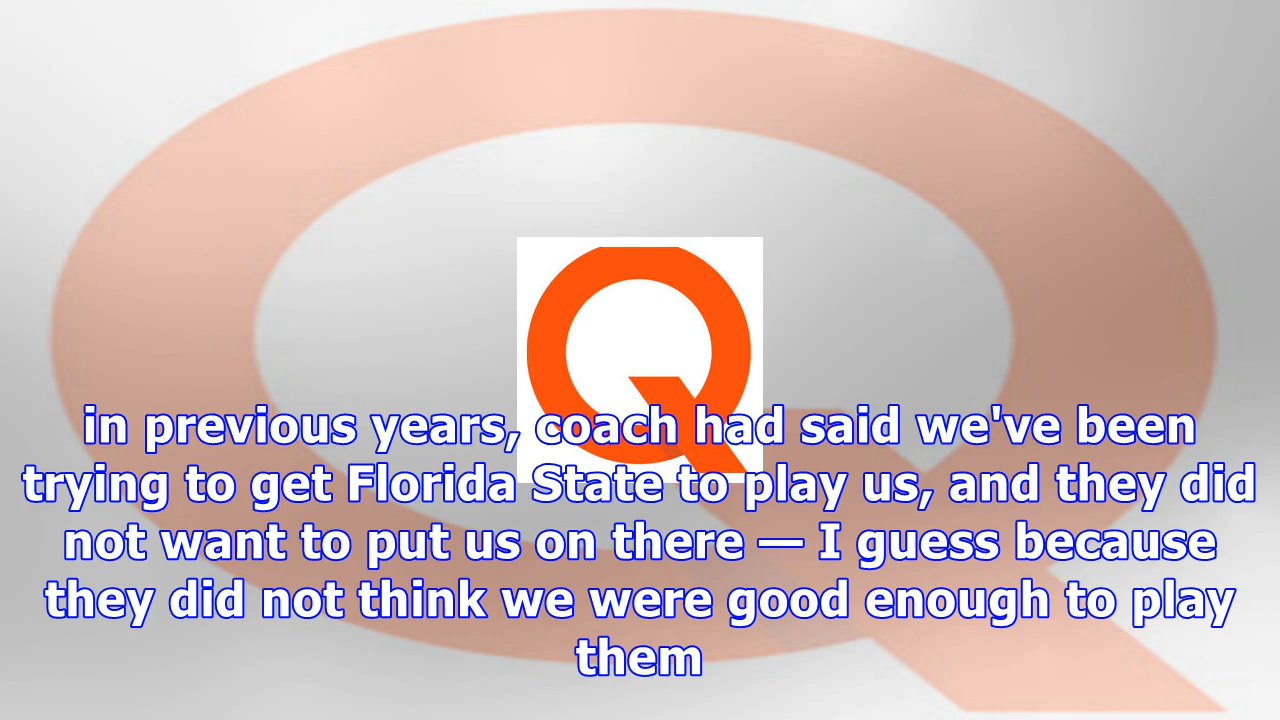 in previous years, coach had said we've been
trying to get Florida State to play us, and they did
not want to put us on there — I guess because
they did not think we were good enough to play
them